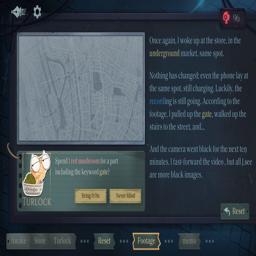 Once again, I woke up at the store, in the
underground market, same spot.
Nothing has changed; even the phone lay at
the same spot, still charging. Luckily, the
recording is still going. According to the
footage, I pulled up the gate, walked up the
stairs to the street, and...
And the camera went black for the next ten
minutes. I fast-forward the video, but all I see
are more black images.
Spend 1 red mushroom for a part
including the keyword gate?
Bring It On
TURLOCK
Reset
Store
Turlock
Reset
Footage
memo